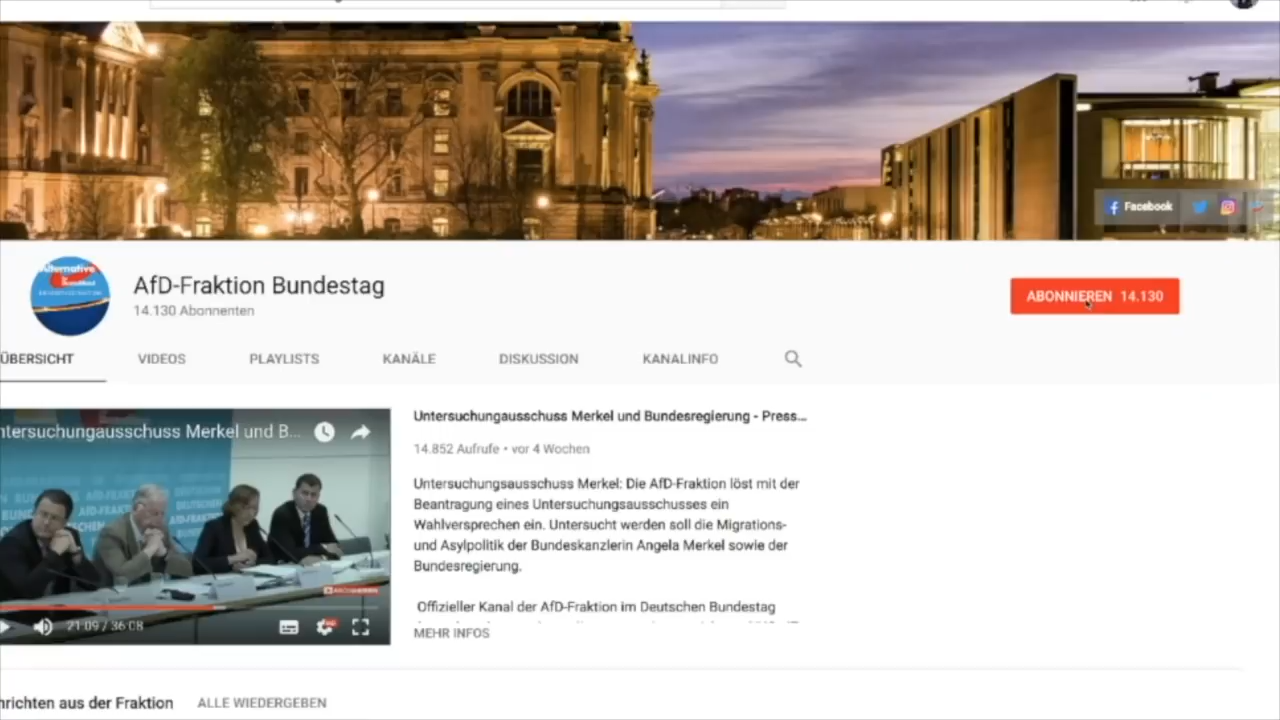 Facebook
Alternative
AfD-Fraktion Bundestag
14.130 Abonnenten
ABONNIEREN 14.130
ÜBERSICHT
VIDEOS
PLAYLISTS
KANÄLE
DISKUSSION
KANALINFO
ntersuchungausschuss Merkel und B...
21:09 / 36:08
Untersuchungausschuss Merkel und Bundesregierung - Press...
14.852 Aufrufe • vor 4 Wochen
Untersuchungsausschuss Merkel: Die AfD-Fraktion löst mit der
Beantragung eines Untersuchungsausschusses ein
Wahlversprechen ein. Untersucht werden soll die Migrations-
und Asylpolitik der Bundeskanzlerin Angela Merkel sowie der
Bundesregierung.
Offizieller Kanal der AfD-Fraktion im Deutschen Bundestag
MEHR INFOS
hrichten aus der Fraktion
ALLE WIEDERGEBEN